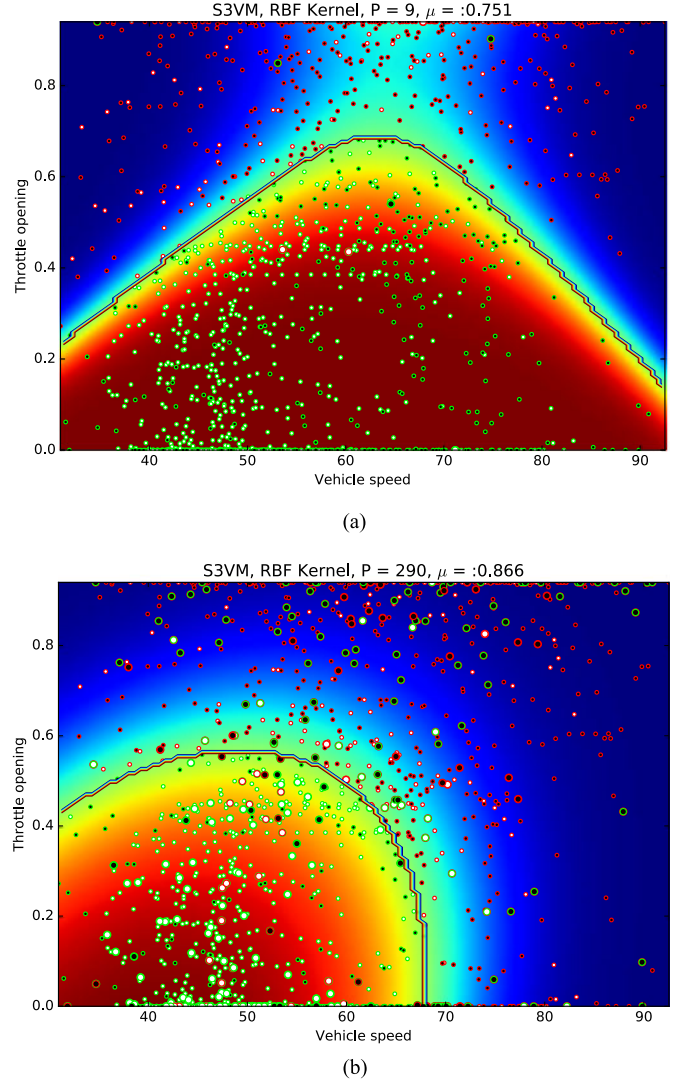 S3VM, RBF Kernel, P = 9, μ = :0.751
Throttle opening
0.8
0.6
0.4
0.2
0.0
40 50 60 70 80 90
Vehicle speed
(a)
S3VM, RBF Kernel, P = 290, μ = :0.866
Throttle opening
0.8
0.6
0.4
0.2
0.0
40 50 60 70 80 90
Vehicle speed
(b)